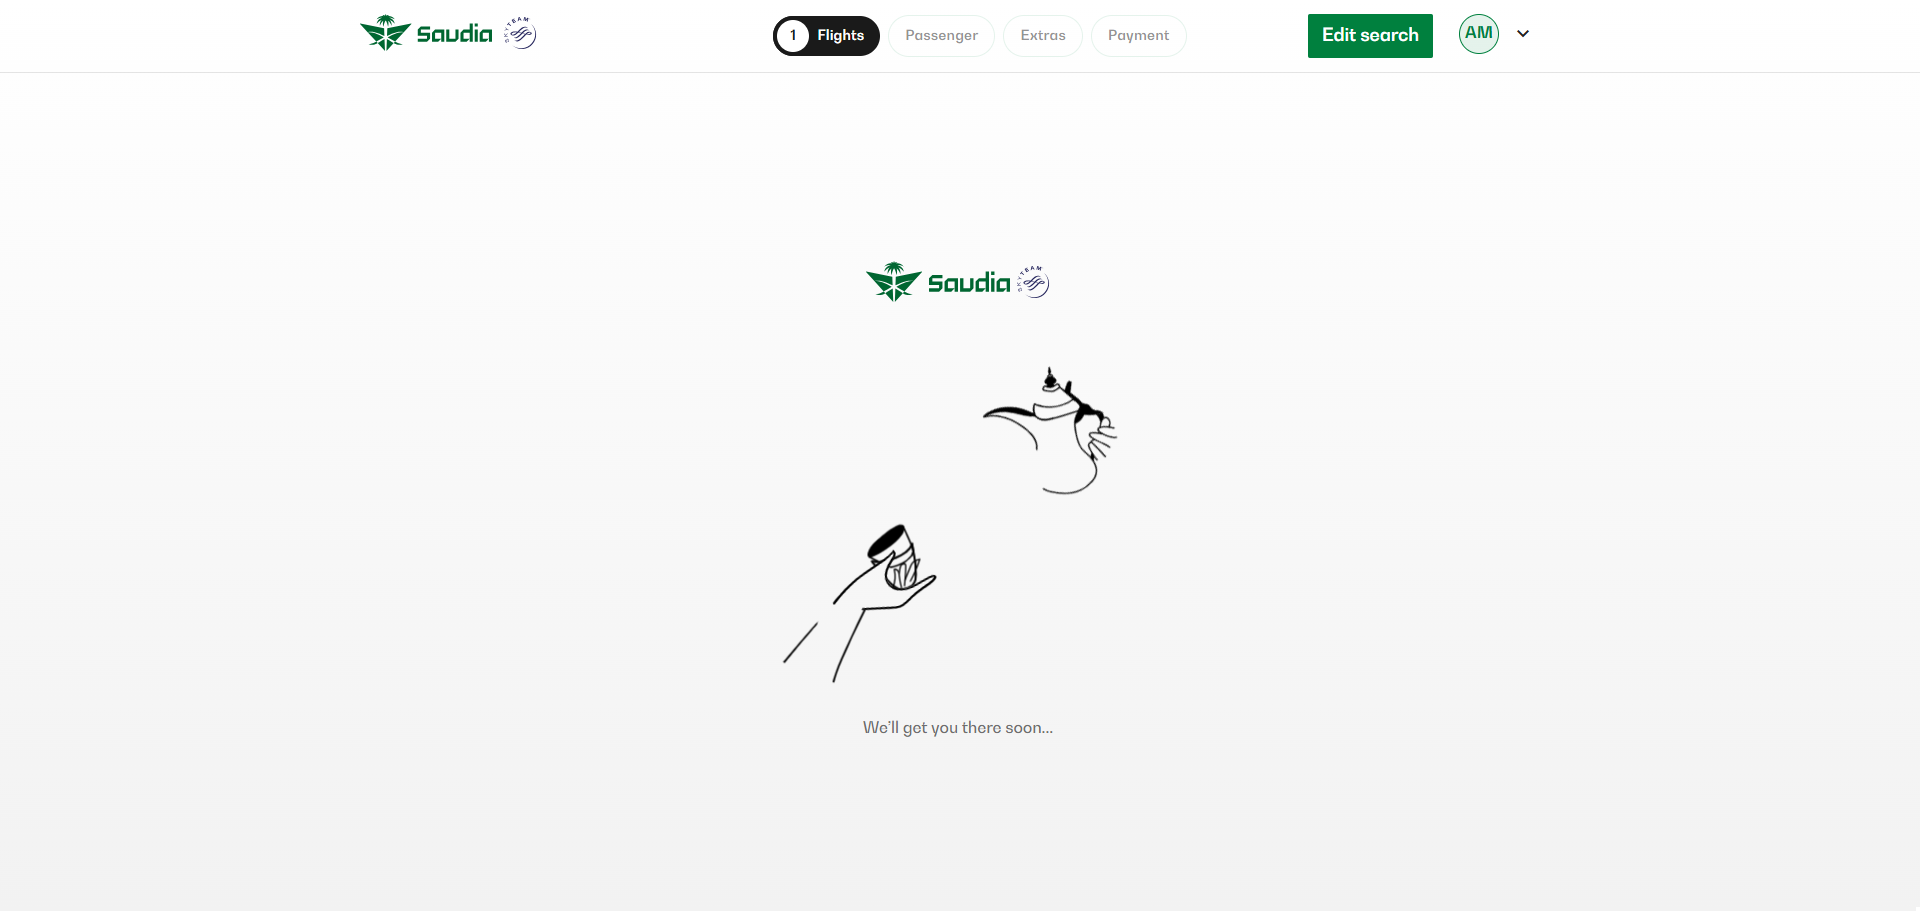 Saudia SKYTEAM
1 Flights Passenger Extras Payment
Edit search
AM
Saudia SKYTEAM
We'll get you there soon...